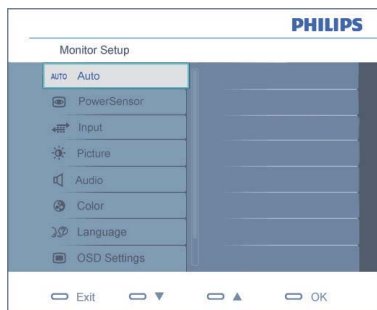 PHILIPS
Monitor Setup
AUTO Auto
PowerSensor
Input
Picture
Audio
Color
Language
OSD Settings
Exit ▼ ▲ OK